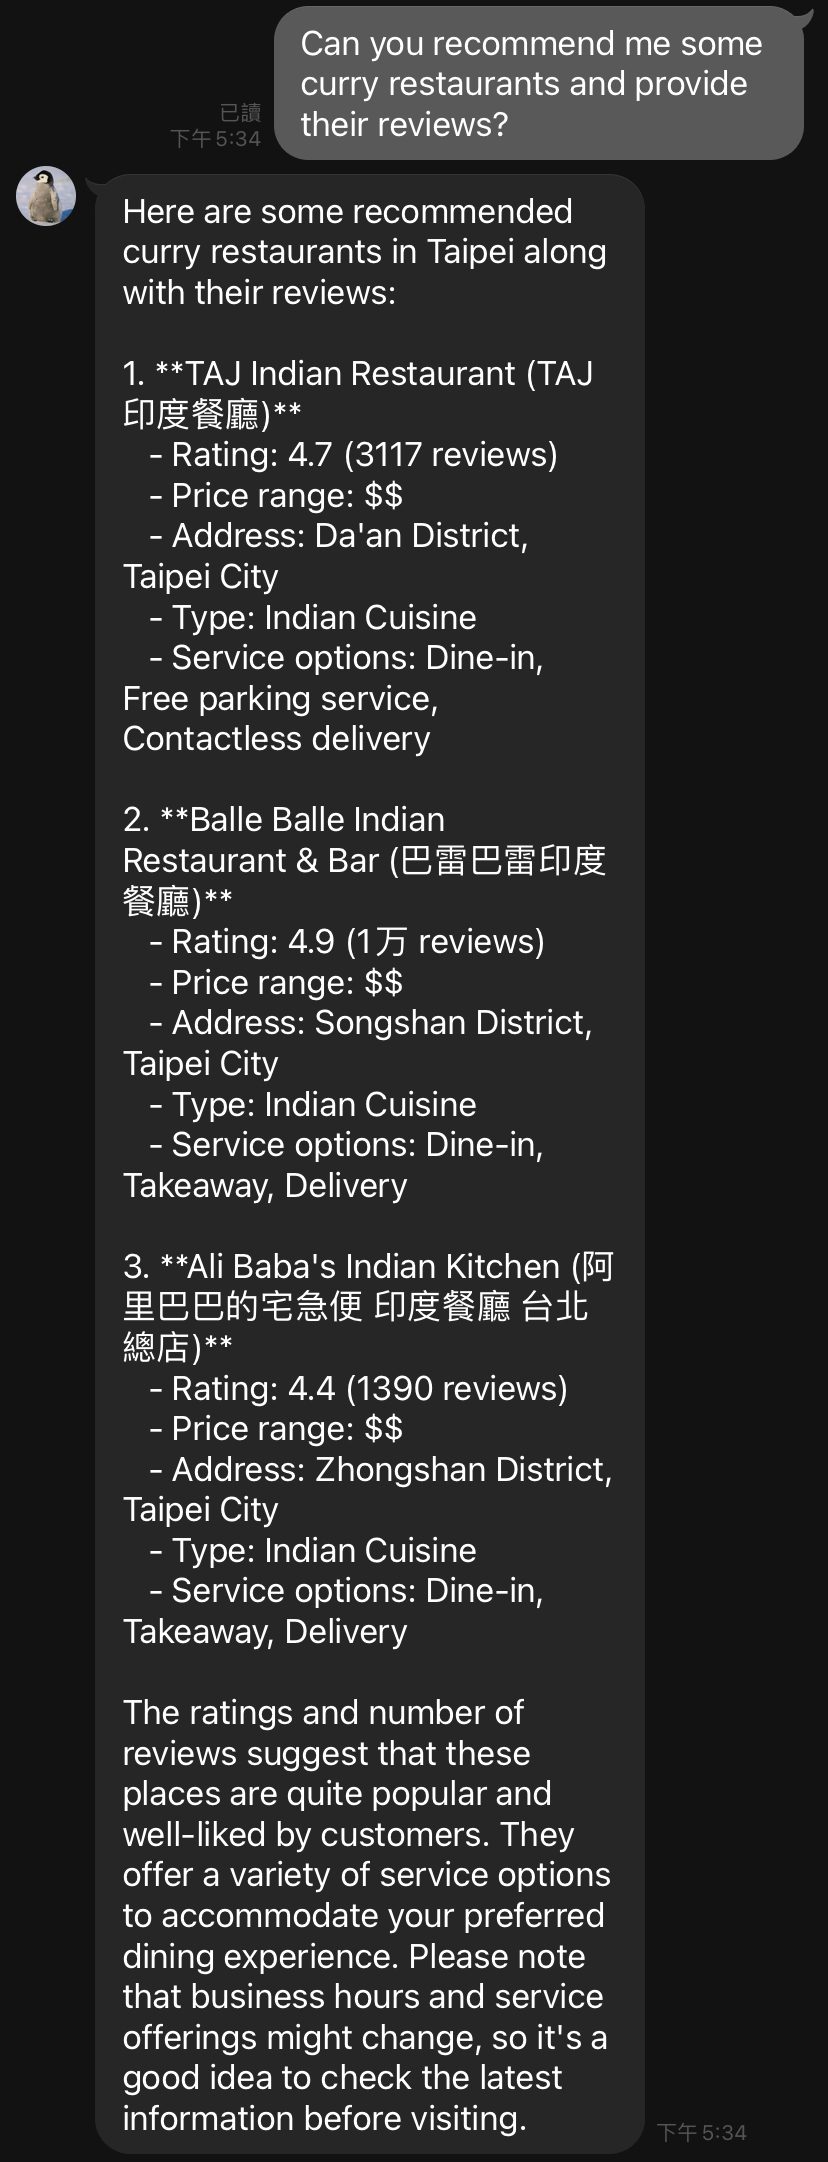 Can you recommend me some
curry restaurants and provide
their reviews?
已讀
下午 5:34
Here are some recommended
curry restaurants in Taipei along
with their reviews:
1. **TAJ Indian Restaurant (TAJ
印度餐廳)**
- Rating: 4.7 (3117 reviews)
- Price range: $$
- Address: Da'an District,
Taipei City
- Type: Indian Cuisine
- Service options: Dine-in,
Free parking service,
Contactless delivery
2. **Balle Balle Indian
Restaurant & Bar (巴雷巴雷印度
餐廳)**
- Rating: 4.9 (1万 reviews)
- Price range: $$
- Address: Songshan District,
Taipei City
- Type: Indian Cuisine
- Service options: Dine-in,
Takeaway, Delivery
3. **Ali Baba's Indian Kitchen (阿
里巴巴的宅急便 印度餐廳 台北
總店)**
- Rating: 4.4 (1390 reviews)
- Price range: $$
- Address: Zhongshan District,
Taipei City
- Type: Indian Cuisine
- Service options: Dine-in,
Takeaway, Delivery
The ratings and number of
reviews suggest that these
places are quite popular and
well-liked by customers. They
offer a variety of service options
to accommodate your preferred
dining experience. Please note
that business hours and service
offerings might change, so it's a
good idea to check the latest
information before visiting.
下午 5:34